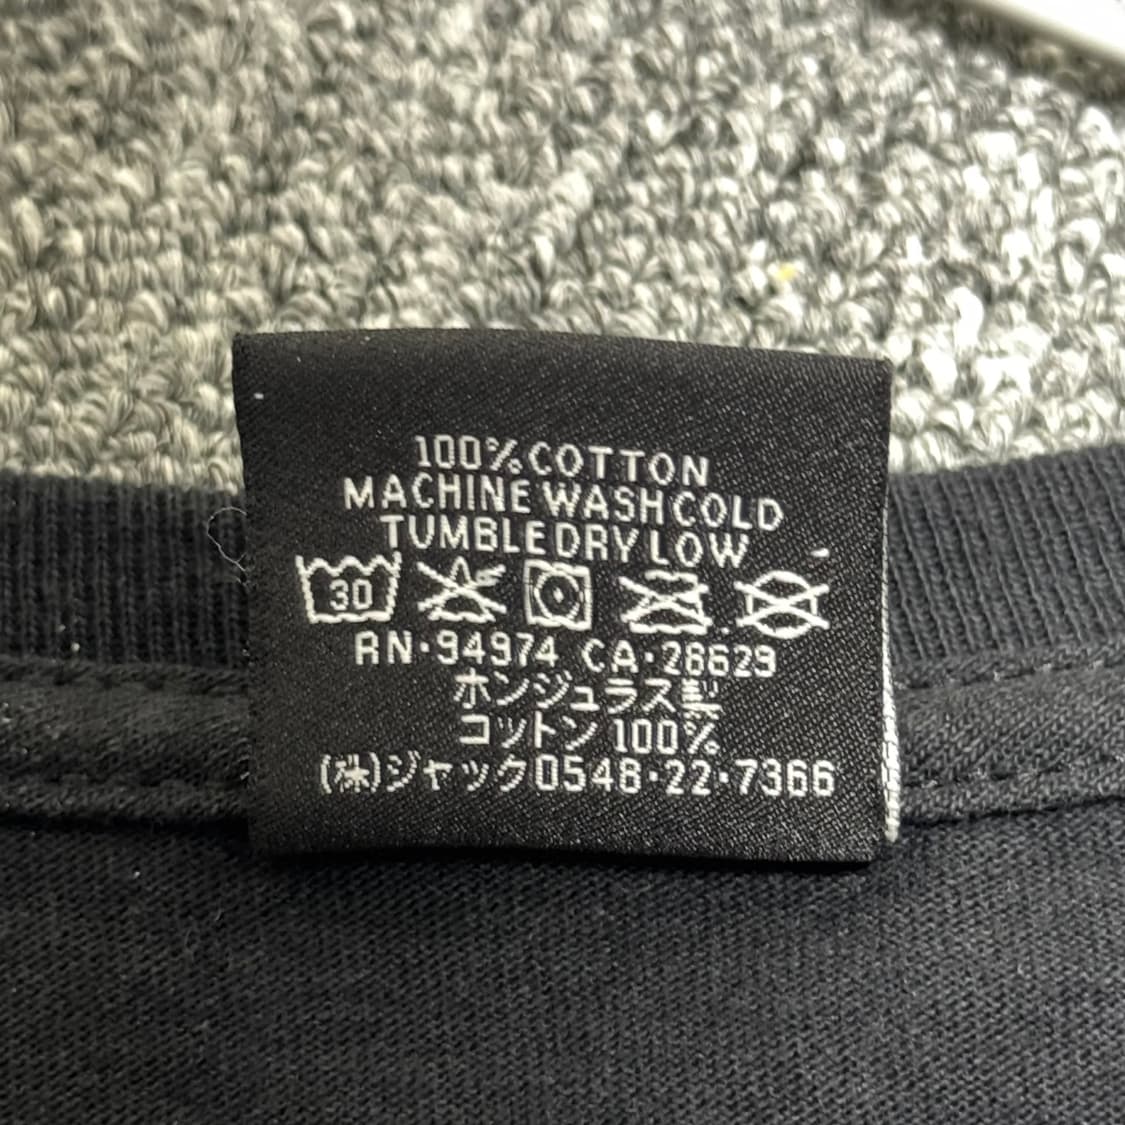 100% COTTON
MACHINE WASH COLD
TUMBLE DRY LOW
30
RN·94974 CA·28629
ホンジュラス製
コットン 100%
(株)ジャック0548·22·7366